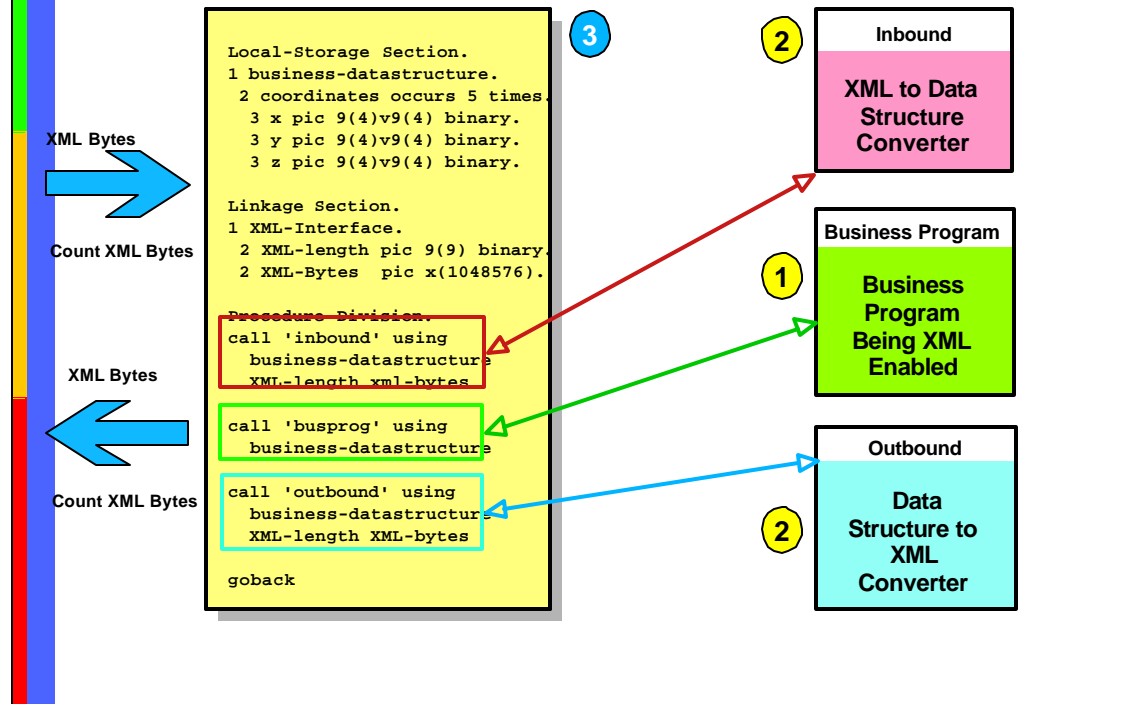 XML Bytes
Count XML Bytes
XML Bytes
Count XML Bytes
Local-Storage Section.
1 business-datastructure.
2 coordinates occurs 5 times.
3 x pic 9(4)v9(4) binary.
3 y pic 9(4)v9(4) binary.
3 z pic 9(4)v9(4) binary.
Linkage Section.
1 XML-Interface.
2 XML-length pic 9(9) binary.
2 XML-Bytes  pic x(1048576).
Procedure Division.
call 'inbound' using
business-datastructure
XML-length xml-bytes
call 'busprog' using
business-datastructure
call 'outbound' using
business-datastructure
XML-length XML-bytes
goback
3
2
Inbound
XML to Data
Structure
Converter
1
Business Program
Business
Program
Being XML
Enabled
2
Outbound
Data
Structure to
XML
Converter